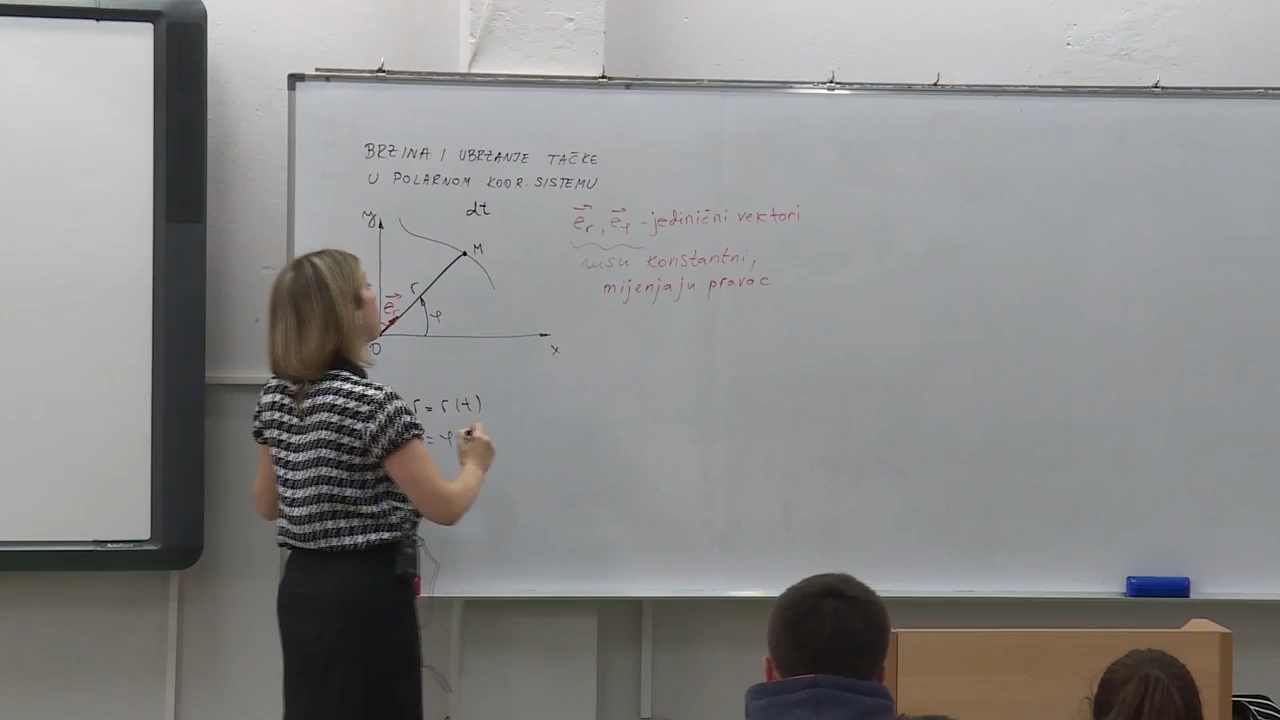 BRZINA I UBRZANJE TAČKE
U POLARNOM KOOR. SISTEMU
dt
y
M
r
e⃗r
φ
O
x
r = r(t)
= φ
e⃗r, e⃗φ - jedinični vektori
nisu konstantni,
mijenjaju pravac